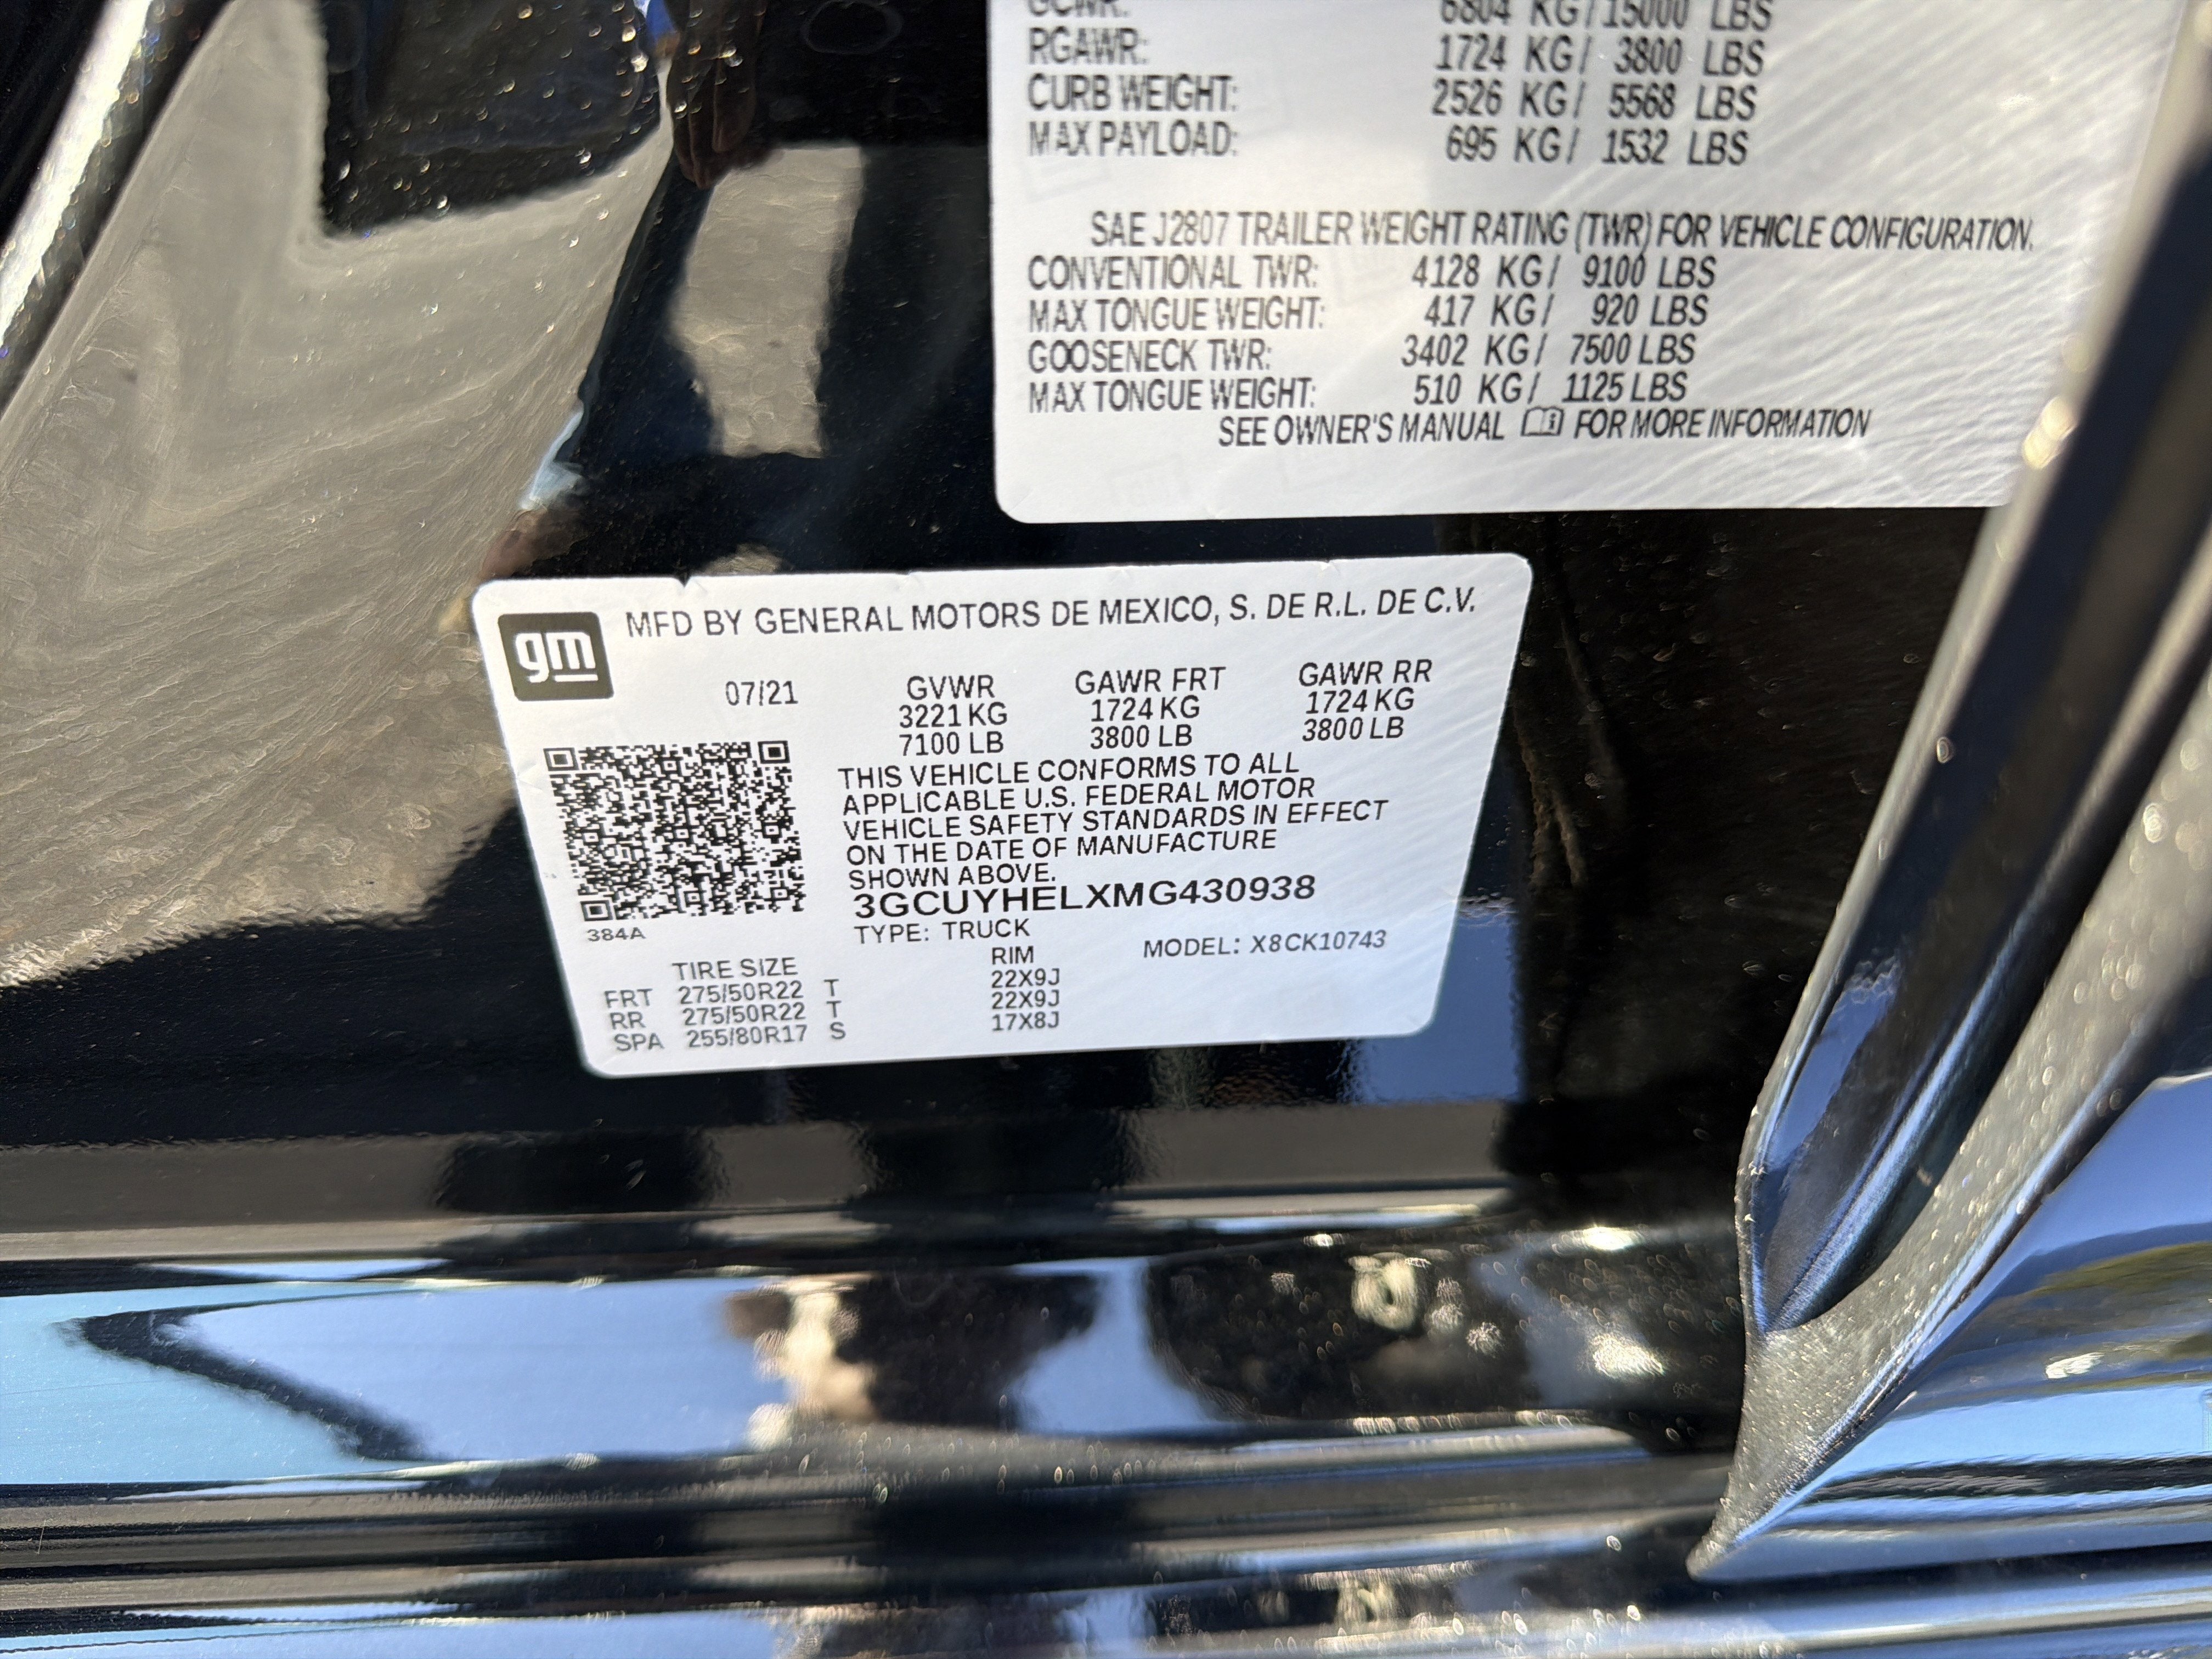 GCWR: 6804 KG/15000 LBS
RGAWR: 1724 KG/ 3800 LBS
CURB WEIGHT: 2526 KG/ 5568 LBS
MAX PAYLOAD: 695 KG/ 1532 LBS
SAE J2807 TRAILER WEIGHT RATING (TWR) FOR VEHICLE CONFIGURATION.
CONVENTIONAL TWR: 4128 KG/ 9100 LBS
MAX TONGUE WEIGHT: 417 KG/ 920 LBS
GOOSENECK TWR: 3402 KG/ 7500 LBS
MAX TONGUE WEIGHT: 510 KG/ 1125 LBS
SEE OWNER'S MANUAL FOR MORE INFORMATION
gm
MFD BY GENERAL MOTORS DE MEXICO, S. DE R.L. DE C.V.
07/21 GVWR GAWR FRT GAWR RR
3221 KG 1724 KG 1724 KG
7100 LB 3800 LB 3800 LB
THIS VEHICLE CONFORMS TO ALL
APPLICABLE U.S. FEDERAL MOTOR
VEHICLE SAFETY STANDARDS IN EFFECT
ON THE DATE OF MANUFACTURE
SHOWN ABOVE.
3GCUYHELXMG430938
384A
TYPE: TRUCK MODEL: X8CK10743
TIRE SIZE RIM
FRT 275/50R22 T 22X9J
RR 275/50R22 T 22X9J
SPA 255/80R17 S 17X8J